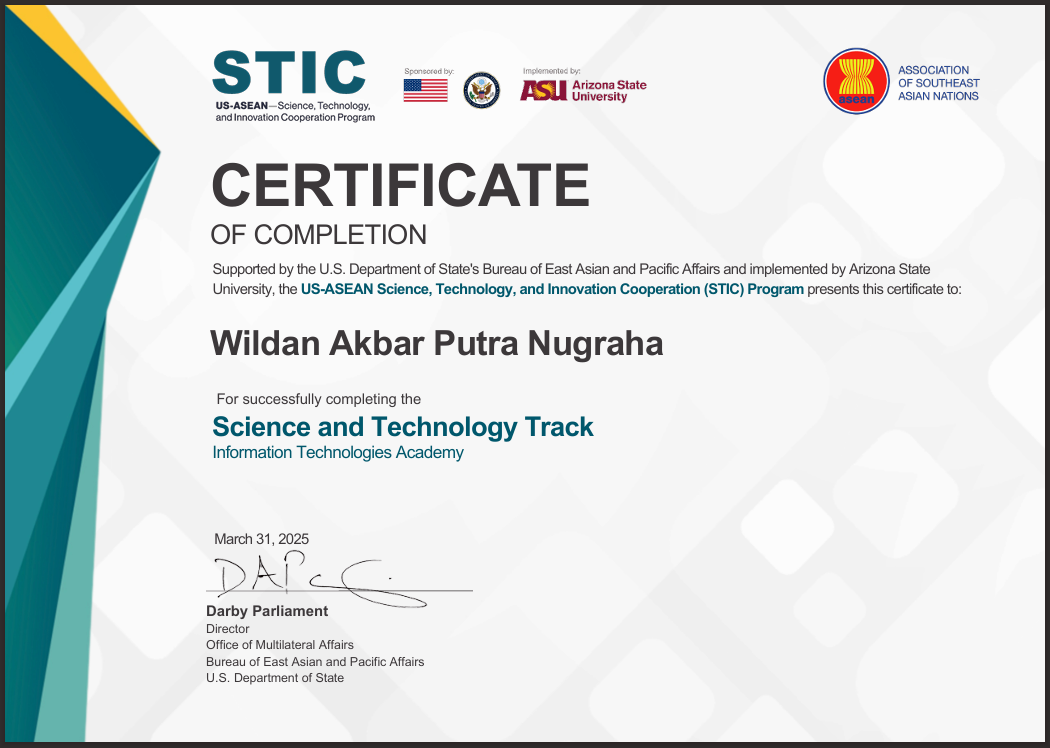 STIC
US-ASEAN—Science, Technology,
and Innovation Cooperation Program
Sponsored by:
Implemented by:
ASU Arizona State
University
asean
ASSOCIATION
OF SOUTHEAST
ASIAN NATIONS
CERTIFICATE
OF COMPLETION
Supported by the U.S. Department of State's Bureau of East Asian and Pacific Affairs and implemented by Arizona State
University, the US-ASEAN Science, Technology, and Innovation Cooperation (STIC) Program presents this certificate to:
Wildan Akbar Putra Nugraha
For successfully completing the
Science and Technology Track
Information Technologies Academy
March 31, 2025
Darby Parliament
Director
Office of Multilateral Affairs
Bureau of East Asian and Pacific Affairs
U.S. Department of State